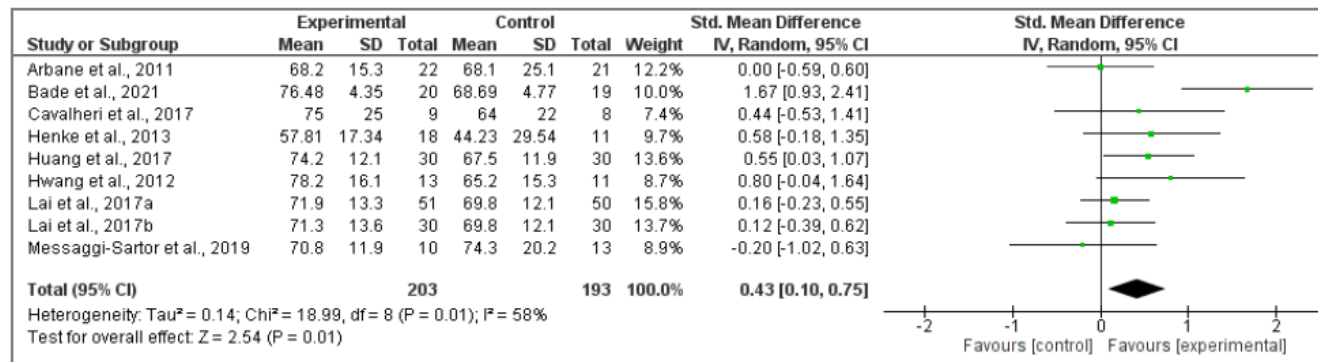 Experimental Control Std. Mean Difference Std. Mean Difference
Study or Subgroup Mean SD Total Mean SD Total Weight IV, Random, 95% CI IV, Random, 95% CI
Arbane et al., 2011 68.2 15.3 22 68.1 25.1 21 12.2% 0.00 [-0.59, 0.60]
Bade et al., 2021 76.48 4.35 20 68.69 4.77 19 10.0% 1.67 [0.93, 2.41]
Cavalheri et al., 2017 75 25 9 64 22 8 7.4% 0.44 [-0.53, 1.41]
Henke et al., 2013 57.81 17.34 18 44.23 29.54 11 9.7% 0.58 [-0.18, 1.35]
Huang et al., 2017 74.2 12.1 30 67.5 11.9 30 13.6% 0.55 [0.03, 1.07]
Hwang et al., 2012 78.2 16.1 13 65.2 15.3 11 8.7% 0.80 [-0.04, 1.64]
Lai et al., 2017a 71.9 13.3 51 69.8 12.1 50 15.8% 0.16 [-0.23, 0.55]
Lai et al., 2017b 71.3 13.6 30 69.8 12.1 30 13.7% 0.12 [-0.39, 0.62]
Messaggi-Sartor et al., 2019 70.8 11.9 10 74.3 20.2 13 8.9% -0.20 [-1.02, 0.63]
Total (95% CI) 203 193 100.0% 0.43 [0.10, 0.75]
Heterogeneity: Tau² = 0.14; Chi² = 18.99, df = 8 (P = 0.01); I² = 58%
Test for overall effect: Z = 2.54 (P = 0.01)
-2 -1 0 1 2
Favours [control] Favours [experimental]